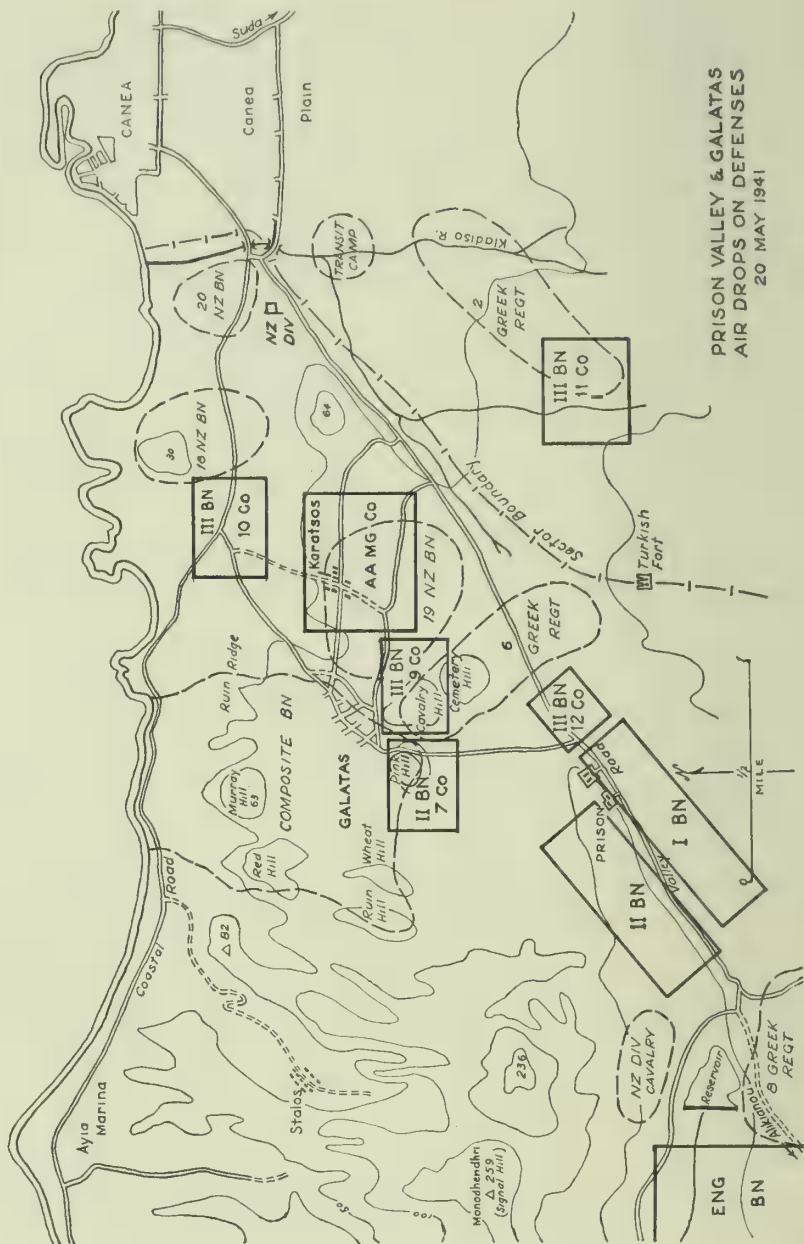 CANEA
Suda
Canea
Plain
20
NZ BN
NZ
DIV
TRANSIT
CAMP
Kladiso R.
2
GREEK
REGT
III BN
11 Co
18 NZ BN
30
64
III BN
10 Co
Karatsos
AA MG Co
19 NZ BN
Sector Boundary
Turkish
Fort
Ruin Ridge
III BN
9 Co
Cavalry
Hill
Cemetery
Hill
6
GREEK
REGT
Murray
Hill
63
COMPOSITE BN
GALATAS
Pink
Hill
II BN
7 Co
III BN
12 Co
Red
Hill
Wheat
Hill
Ruin
Hill
PRISON
Valley Road
I BN
II BN
N
1/2
MILE
Coastal Road
△ 82
Ayia
Marina
Stalos
236
Monodhendhri
△ 259
(Signal Hill)
100
50
NZ DIV
CAVALRY
Reservoir
Alikianou
8 GREEK
REGT
ENG
BN
PRISON VALLEY & GALATAS
AIR DROPS ON DEFENSES
20 MAY 1941